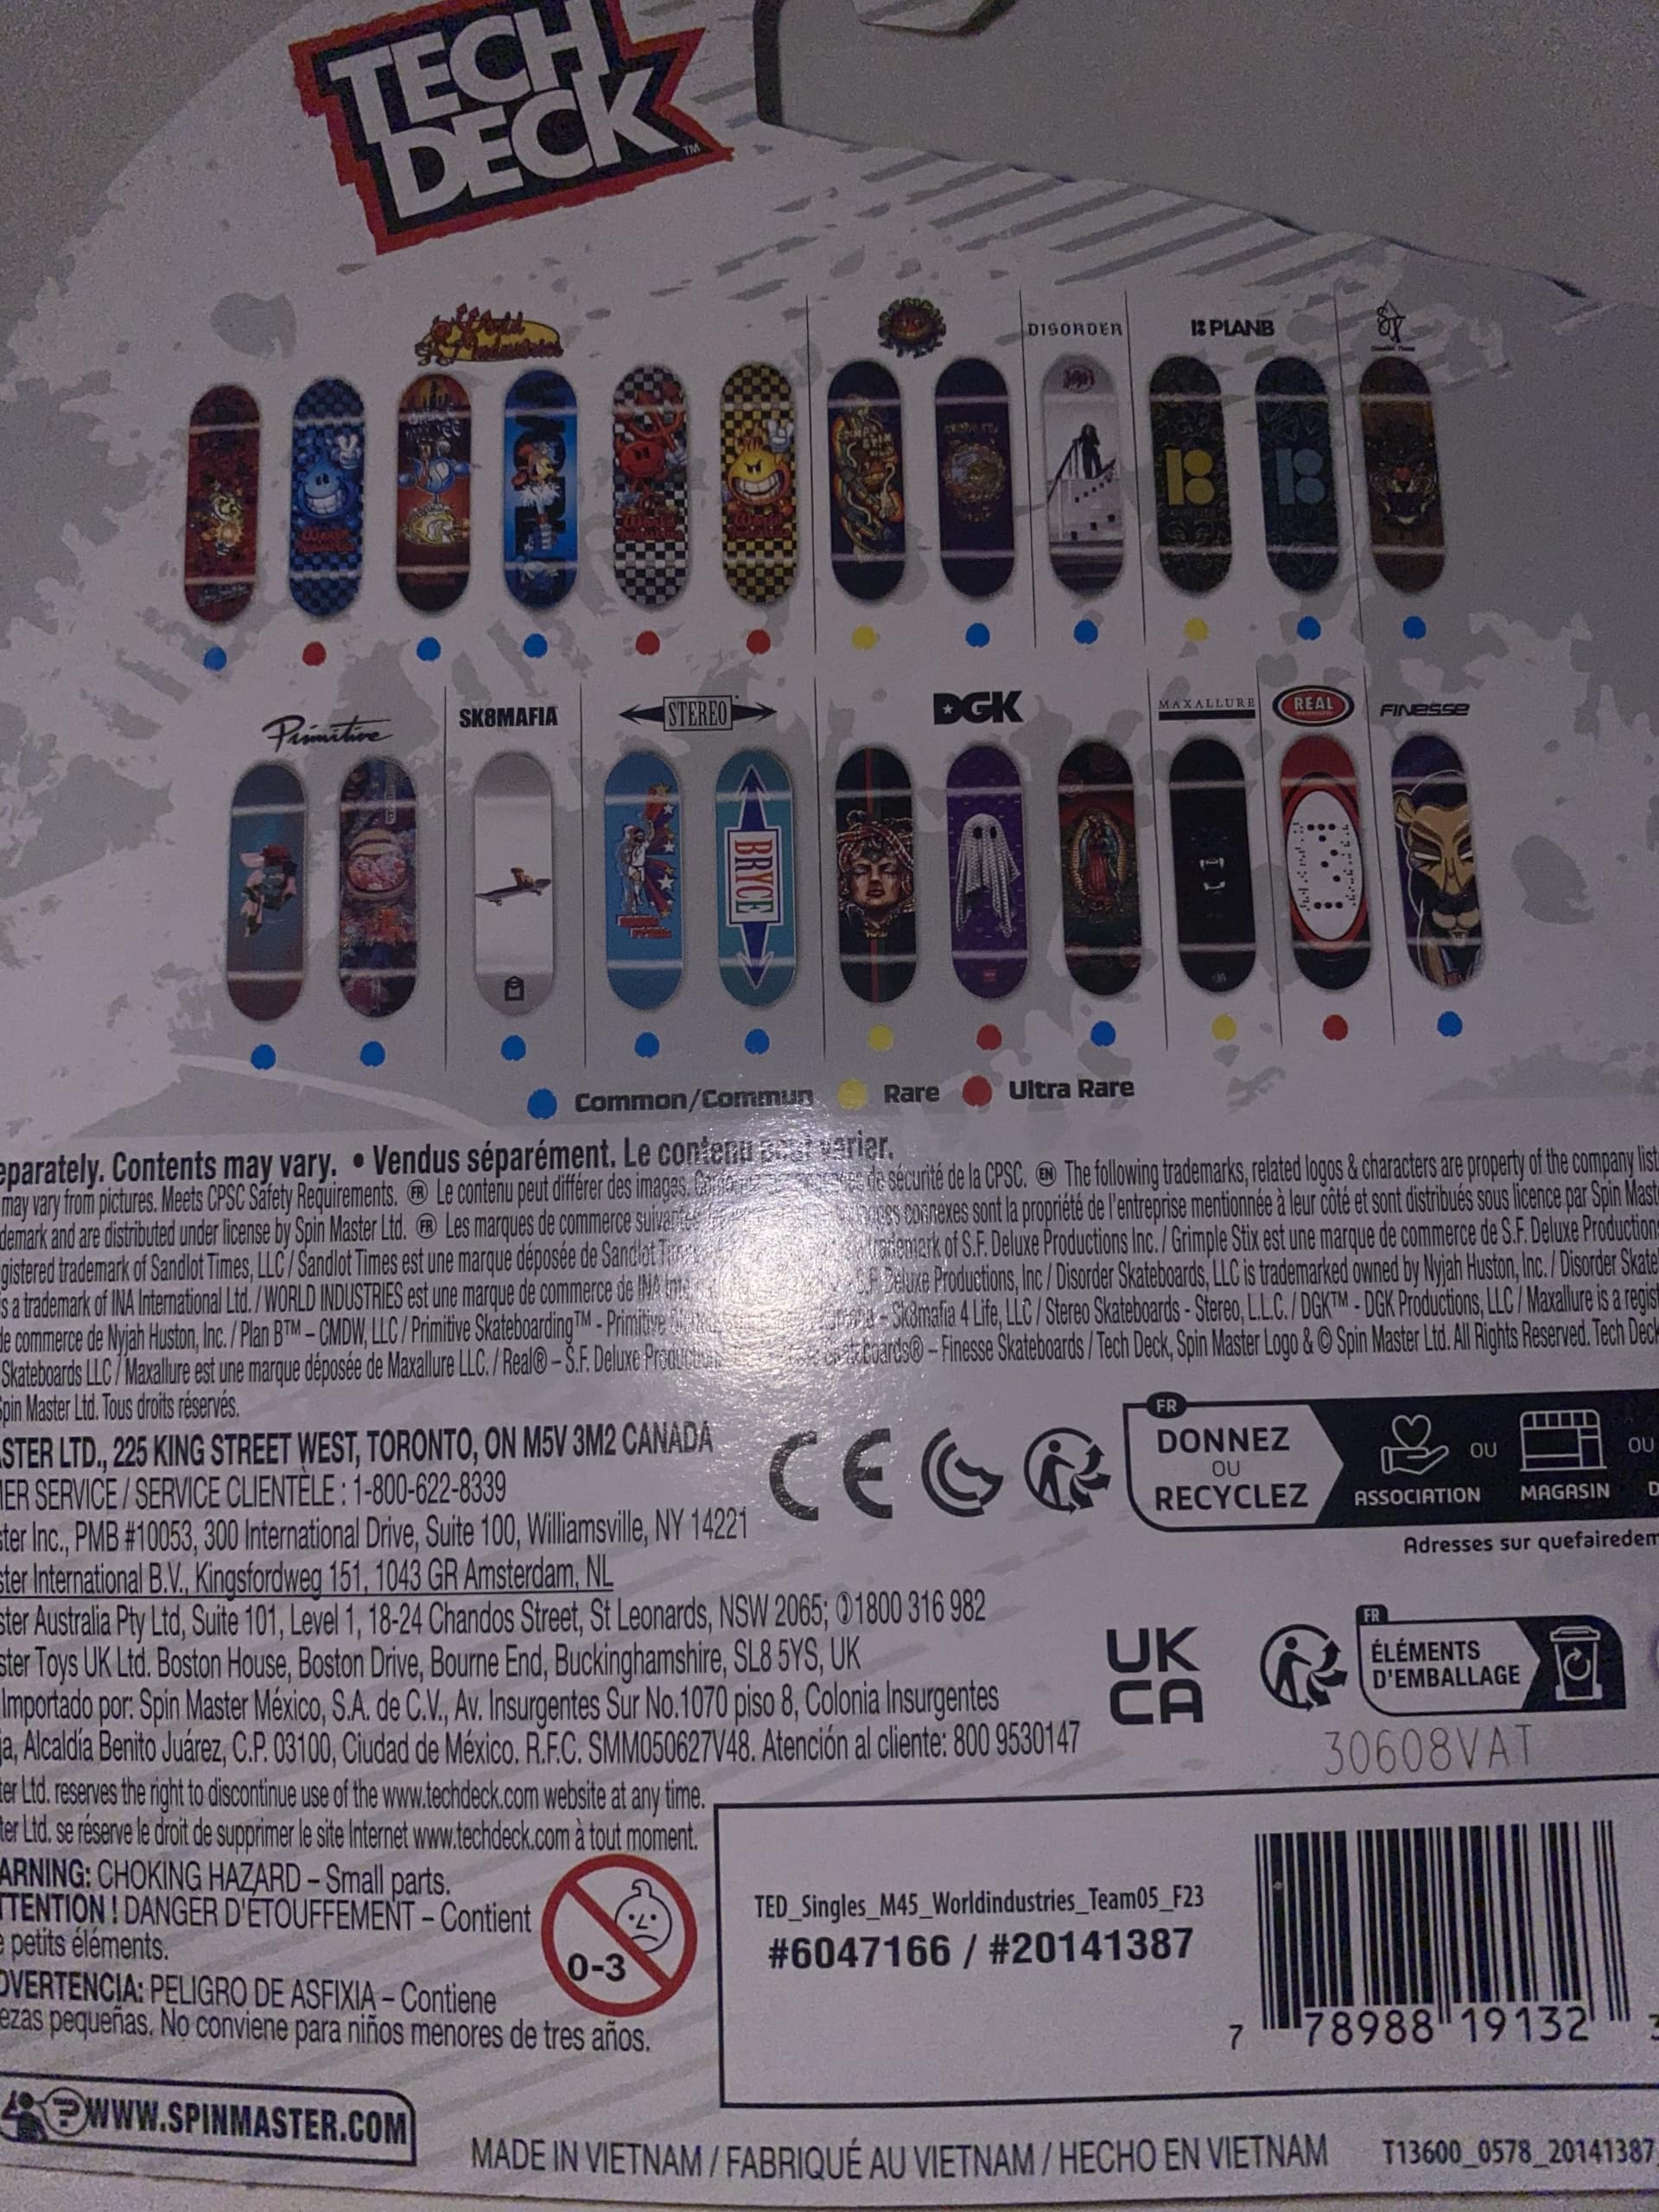 TECH
DECK™
World
Industries
DISORDER
PLANB
Primitive
SK8MAFIA
STEREO
DGK
MAXALLURE
REAL
FINESSE
BRYCE
Common/Commun Rare Ultra Rare
eparately. Contents may vary. • Vendus séparément. Le contenu peut varier.
may vary from pictures. Meets CPSC Safety Requirements. FR Le contenu peut différer des images. de sécurité de la CPSC. EN The following trademarks, related logos & characters are property of the company list
demark and are distributed under license by Spin Master Ltd. FR Les marques de commerce suivantes connexes sont la propriété de l'entreprise mentionnée à leur côté et sont distribués sous licence par Spin Mast
gistered trademark of Sandlot Times, LLC / Sandlot Times est une marque déposée de Sandlot Times trademark of S.F. Deluxe Productions Inc. / Grimple Stix est une marque de commerce de S.F. Deluxe Production
s a trademark of INA International Ltd. / WORLD INDUSTRIES est une marque de commerce de INA S.F. Deluxe Productions, Inc / Disorder Skateboards, LLC is trademarked owned by Nyjah Huston, Inc. / Disorder Skate
de commerce de Nyjah Huston, Inc. / Plan B™ – CMDW, LLC / Primitive Skateboarding™ - Primitive – Sk8mafia 4 Life, LLC / Stereo Skateboards - Stereo, L.L.C. / DGK™ - DGK Productions, LLC / Maxallure is a regist
Skateboards LLC / Maxallure est une marque déposée de Maxallure LLC. / Real® – S.F. Deluxe Production – Finesse Skateboards / Tech Deck, Spin Master Logo & © Spin Master Ltd. All Rights Reserved. Tech Deck
Spin Master Ltd. Tous droits réservés.
ASTER LTD., 225 KING STREET WEST, TORONTO, ON M5V 3M2 CANADA
MER SERVICE / SERVICE CLIENTÈLE : 1-800-622-8339
ster Inc., PMB #10053, 300 International Drive, Suite 100, Williamsville, NY 14221
ster International B.V., Kingsfordweg 151, 1043 GR Amsterdam, NL
ster Australia Pty Ltd, Suite 101, Level 1, 18-24 Chandos Street, St Leonards, NSW 2065; 1800 316 982
ster Toys UK Ltd. Boston House, Boston Drive, Bourne End, Buckinghamshire, SL8 5YS, UK
Importado por: Spin Master México, S.A. de C.V., Av. Insurgentes Sur No.1070 piso 8, Colonia Insurgentes
ja, Alcaldía Benito Juárez, C.P. 03100, Ciudad de México. R.F.C. SMM050627V48. Atención al cliente: 800 9530147
ter Ltd. reserves the right to discontinue use of the www.techdeck.com website at any time.
ter Ltd. se réserve le droit de supprimer le site Internet www.techdeck.com à tout moment.
CE
FR
DONNEZ
OU
RECYCLEZ
ASSOCIATION
OU
MAGASIN
OU
D
Adresses sur quefairedem
UK
CA
FR
ÉLÉMENTS
D'EMBALLAGE
30608VAT
ARNING: CHOKING HAZARD – Small parts.
TTENTION ! DANGER D'ÉTOUFFEMENT – Contient
e petits éléments.
DVERTENCIA: PELIGRO DE ASFIXIA – Contiene
ezas pequeñas. No conviene para niños menores de tres años.
0-3
TED_Singles_M45_Worldindustries_Team05_F23
#6047166 / #20141387
7 78988 19132 3
WWW.SPINMASTER.COM
MADE IN VIETNAM / FABRIQUÉ AU VIETNAM / HECHO EN VIETNAM
T13600_0578_20141387